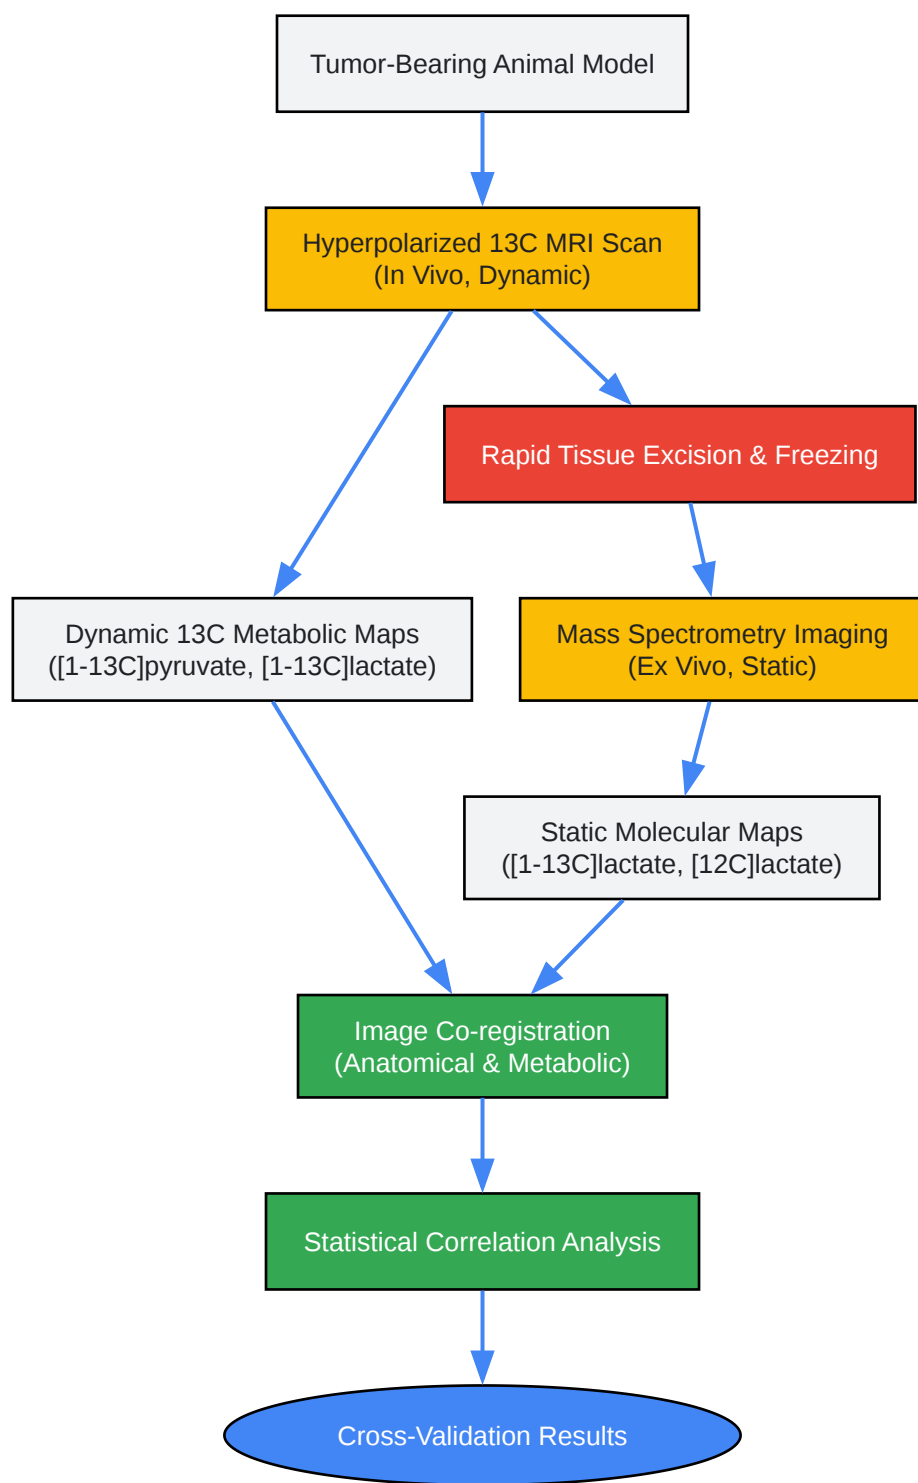 Tumor-Bearing Animal Model
Hyperpolarized 13C MRI Scan
(In Vivo, Dynamic)
Rapid Tissue Excision & Freezing
Dynamic 13C Metabolic Maps
([1-13C]pyruvate, [1-13C]lactate)
Mass Spectrometry Imaging
(Ex Vivo, Static)
Static Molecular Maps
([1-13C]lactate, [12C]lactate)
Image Co-registration
(Anatomical & Metabolic)
Statistical Correlation Analysis
Cross-Validation Results